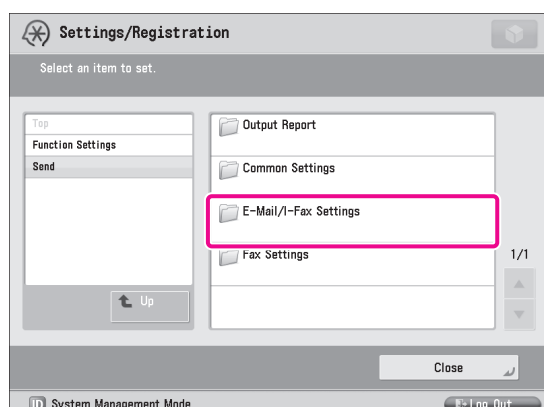 Settings/Registration
Select an item to set.
Top
Function Settings
Send
Up
Output Report
Common Settings
E-Mail/I-Fax Settings
Fax Settings
1/1
Close
ID System Management Mode
Log Out